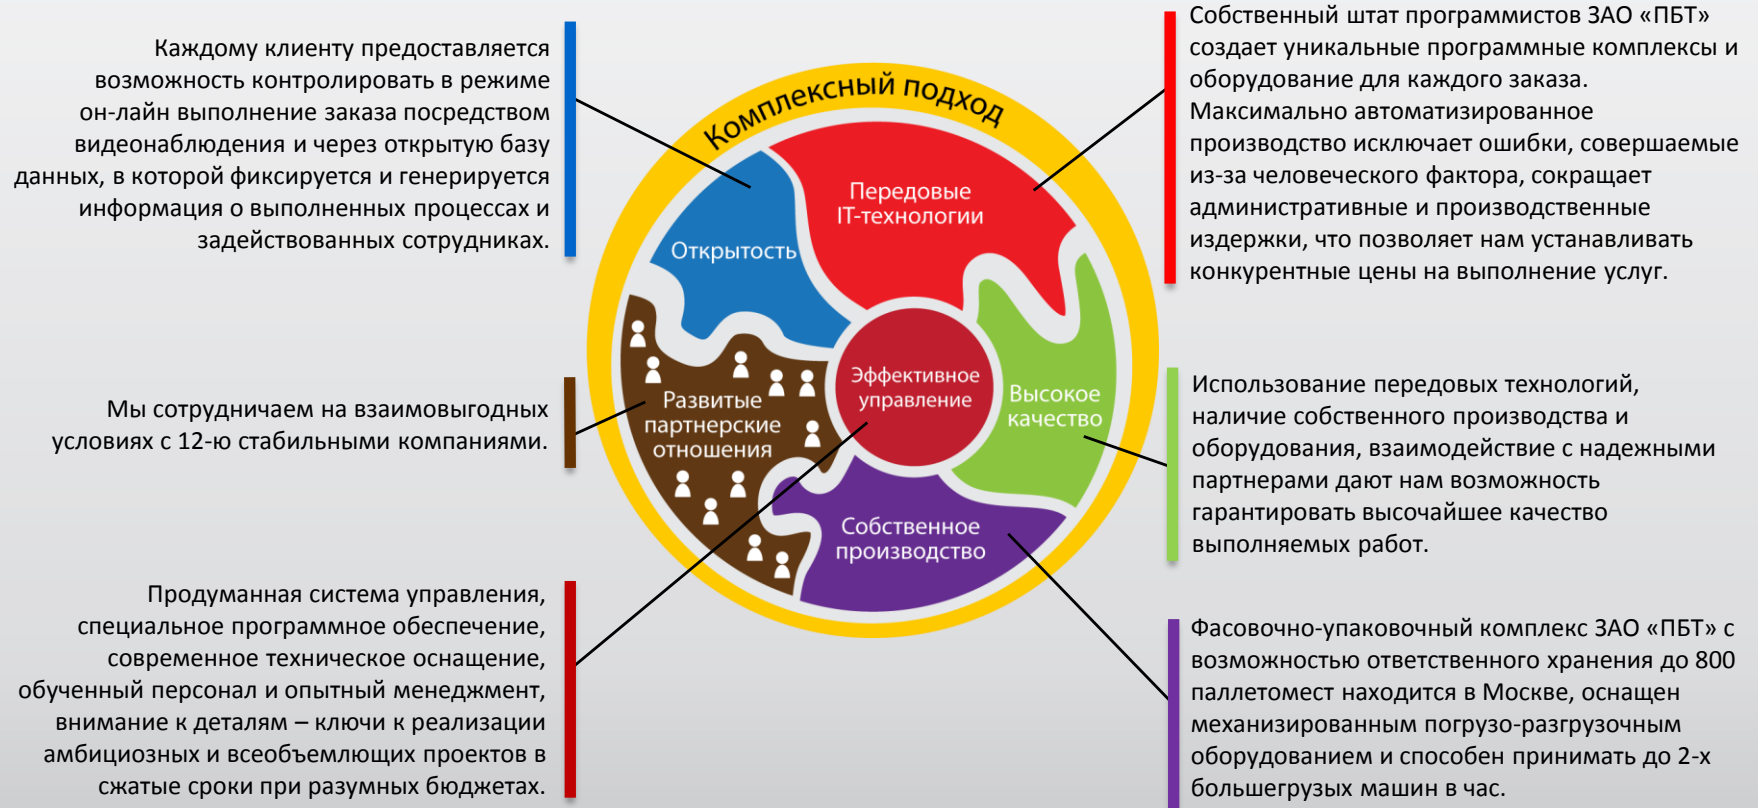 Каждому клиенту предоставляется
возможность контролировать в режиме
он-лайн выполнение заказа посредством
видеонаблюдения и через открытую базу
данных, в которой фиксируется и генерируется
информация о выполненных процессах и
задействованных сотрудниках.
Мы сотрудничаем на взаимовыгодных
условиях с 12-ю стабильными компаниями.
Продуманная система управления,
специальное программное обеспечение,
современное техническое оснащение,
обученный персонал и опытный менеджмент,
внимание к деталям – ключи к реализации
амбициозных и всеобъемлющих проектов в
сжатые сроки при разумных бюджетах.
Комплексный подход
Передовые
IT-технологии
Открытость
Эффективное
управление
Высокое
качество
Развитые
партнерские
отношения
Собственное
производство
Собственный штат программистов ЗАО «ПБТ»
создает уникальные программные комплексы и
оборудование для каждого заказа.
Максимально автоматизированное
производство исключает ошибки, совершаемые
из-за человеческого фактора, сокращает
административные и производственные
издержки, что позволяет нам устанавливать
конкурентные цены на выполнение услуг.
Использование передовых технологий,
наличие собственного производства и
оборудования, взаимодействие с надежными
партнерами дают нам возможность
гарантировать высочайшее качество
выполняемых работ.
Фасовочно-упаковочный комплекс ЗАО «ПБТ» с
возможностью ответственного хранения до 800
паллетомест находится в Москве, оснащен
механизированным погрузо-разгрузочным
оборудованием и способен принимать до 2-х
большегрузых машин в час.